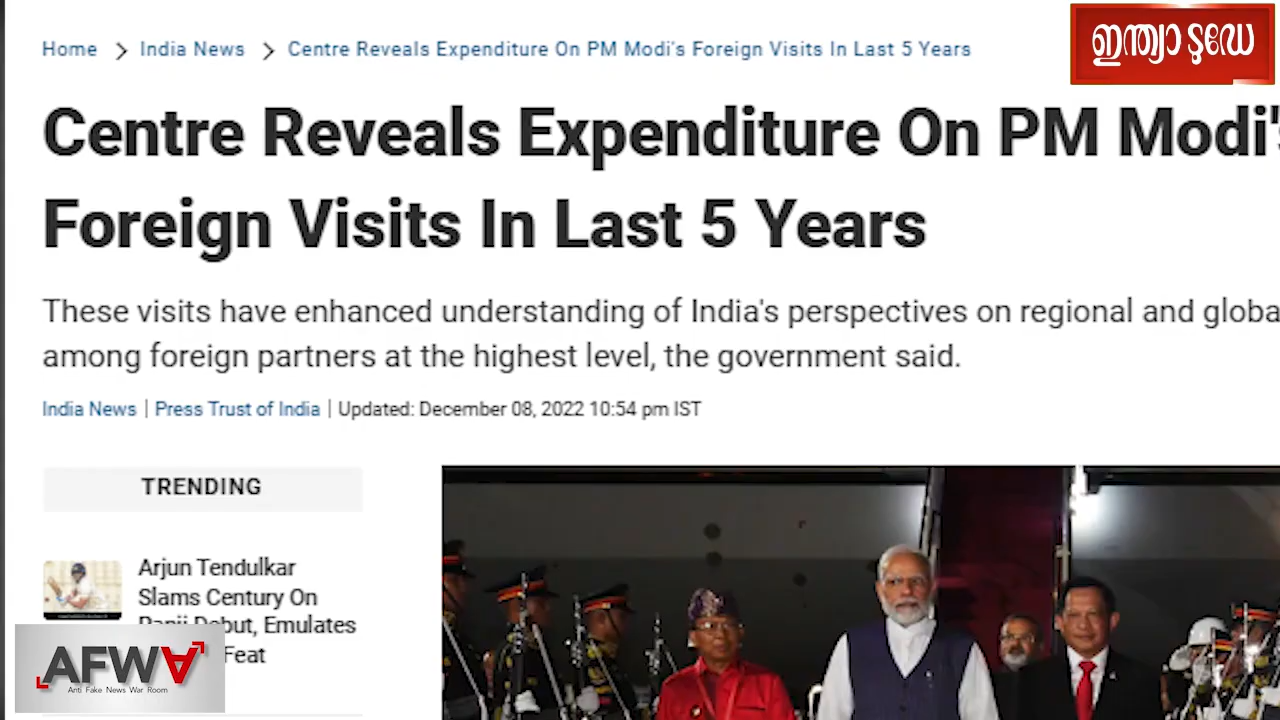 Home > India News > Centre Reveals Expenditure On PM Modi's Foreign Visits In Last 5 Years
ഇന്ത്യാ ടുഡേ
Centre Reveals Expenditure On PM Modi's
Foreign Visits In Last 5 Years
These visits have enhanced understanding of India's perspectives on regional and globa
among foreign partners at the highest level, the government said.
India News | Press Trust of India | Updated: December 08, 2022 10:54 pm IST
TRENDING
Arjun Tendulkar
Slams Century On
Ranji Debut, Emulates
Feat
AFWA
Anti Fake News War Room